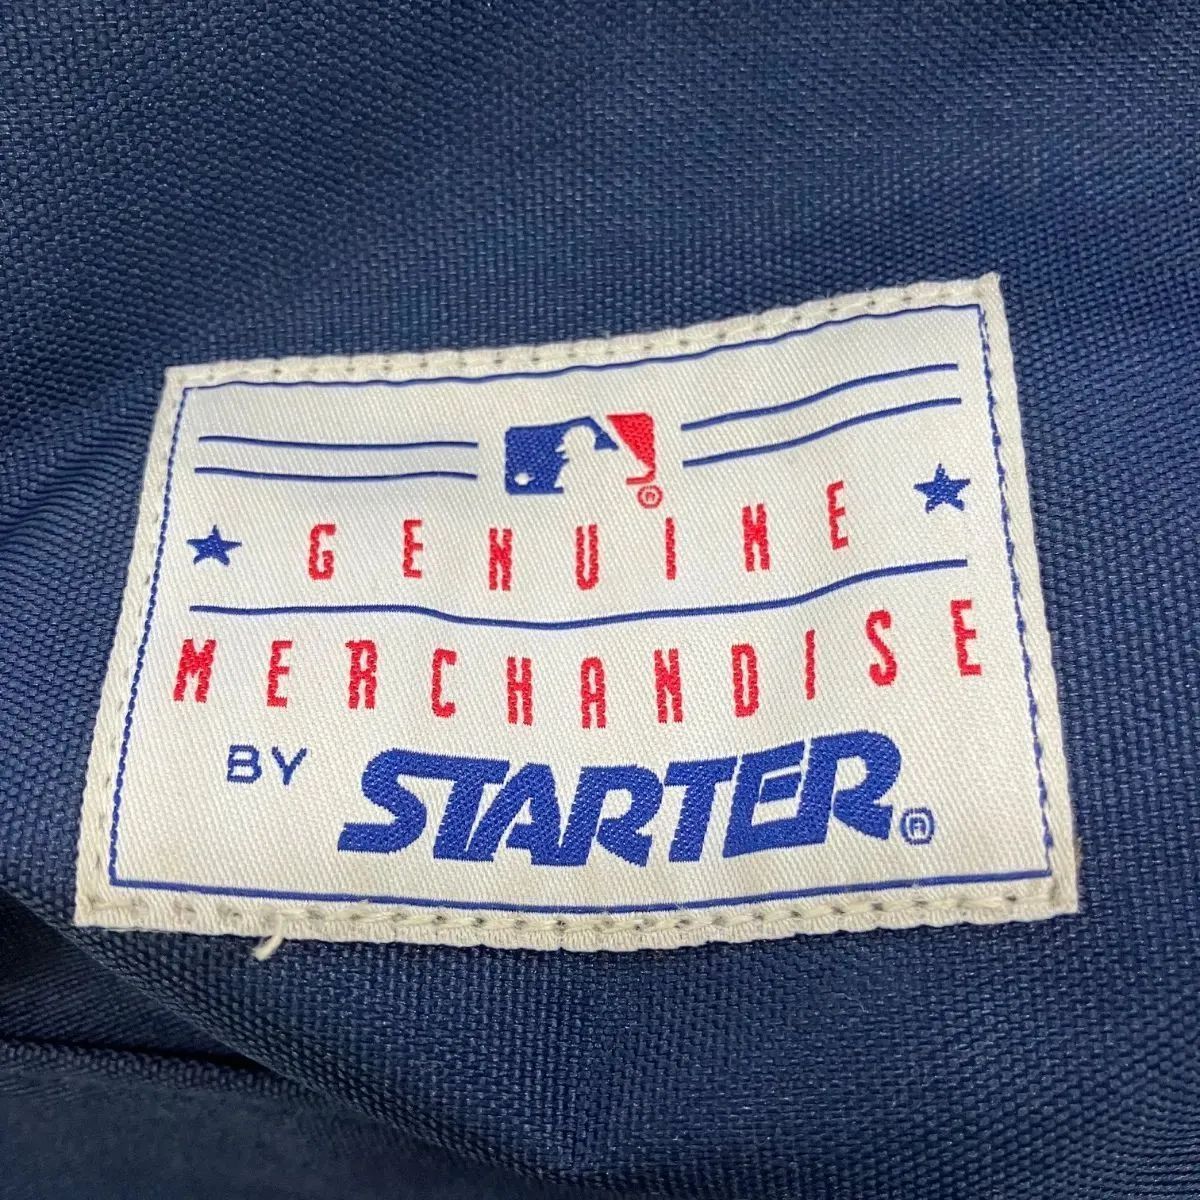 GENUINE
MERCHANDISE
BY STARTER®
®